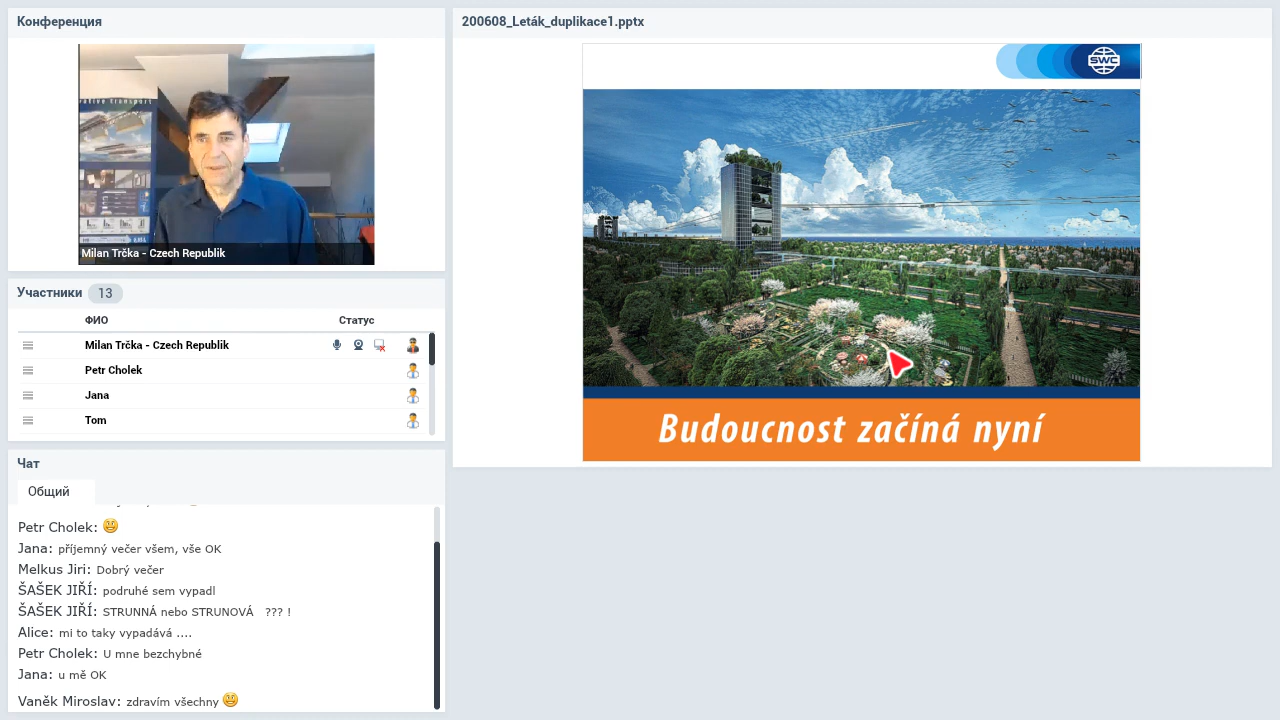 Конференция
ative transport
Milan Trčka - Czech Republik
Участники 13
ФИО Статус
Milan Trčka - Czech Republik
Petr Cholek
Jana
Tom
Чат
Общий
Petr Cholek:
Jana: příjemný večer všem, vše OK
Melkus Jiri: Dobrý večer
ŠAŠEK JIŘÍ: podruhé sem vypadl
ŠAŠEK JIŘÍ: STRUNNÁ nebo STRUNOVÁ ??? !
Alice: mi to taky vypadává ....
Petr Cholek: U mne bezchybné
Jana: u mě OK
Vaněk Miroslav: zdravím všechny
200608_Leták_duplikace1.pptx
SWC
Budoucnost začíná nyní